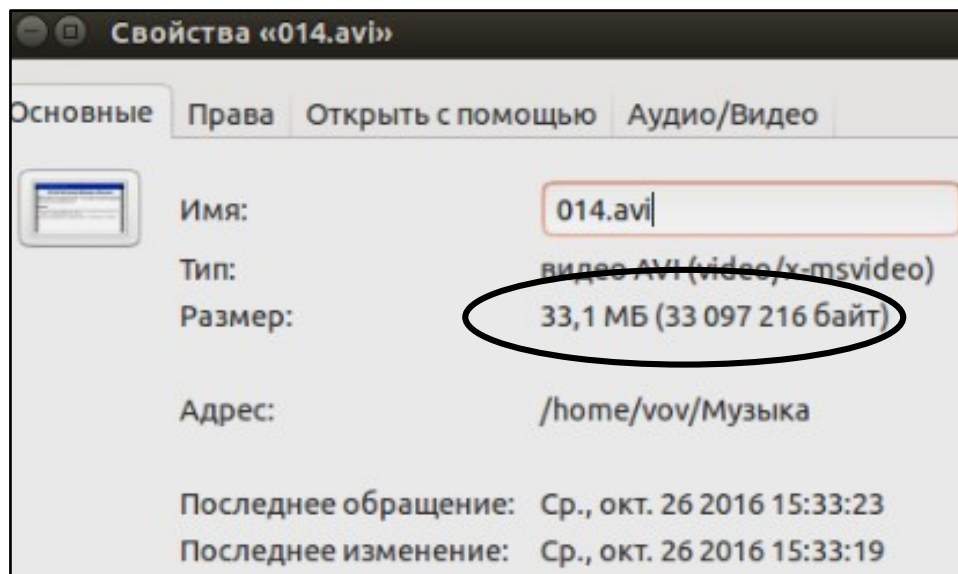 Свойства «014.avi»
Основные Права Открыть с помощью Аудио/Видео
Имя: 014.avi
Тип: видео AVI (video/x-msvideo)
Размер: 33,1 МБ (33 097 216 байт)
Адрес: /home/vov/Музыка
Последнее обращение: Ср., окт. 26 2016 15:33:23
Последнее изменение: Ср., окт. 26 2016 15:33:19